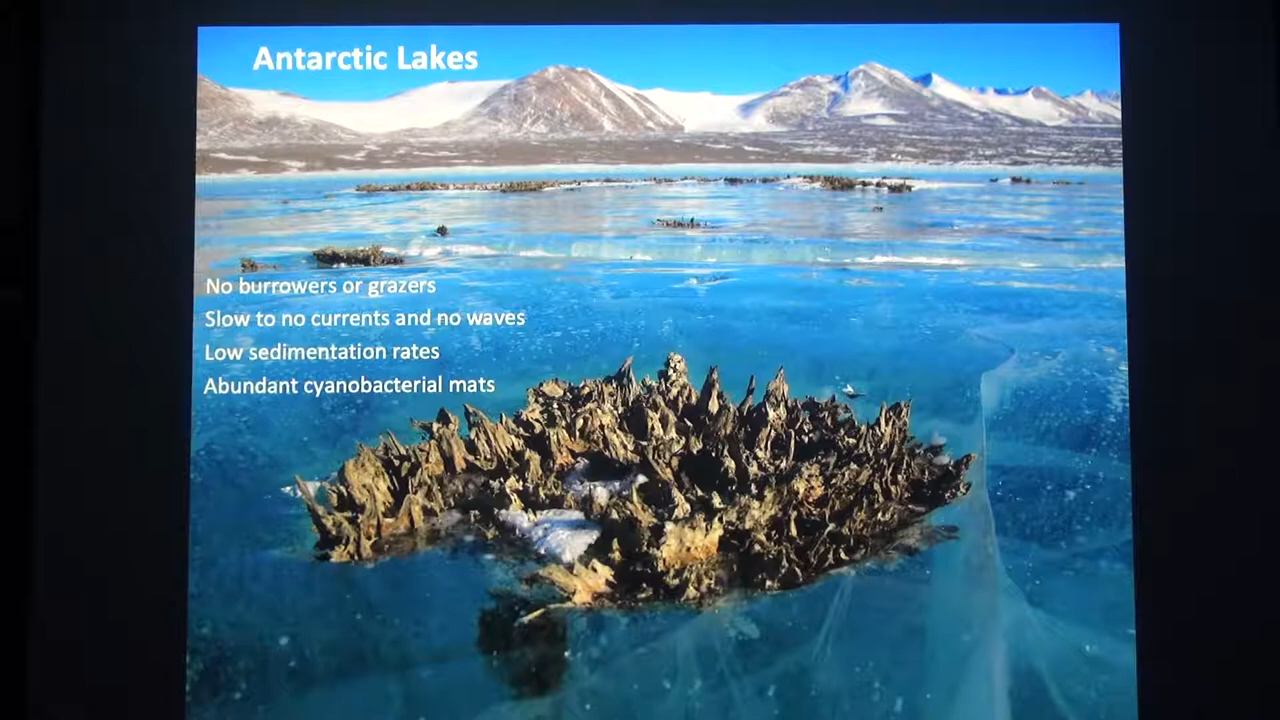 Antarctic Lakes
No burrowers or grazers
Slow to no currents and no waves
Low sedimentation rates
Abundant cyanobacterial mats